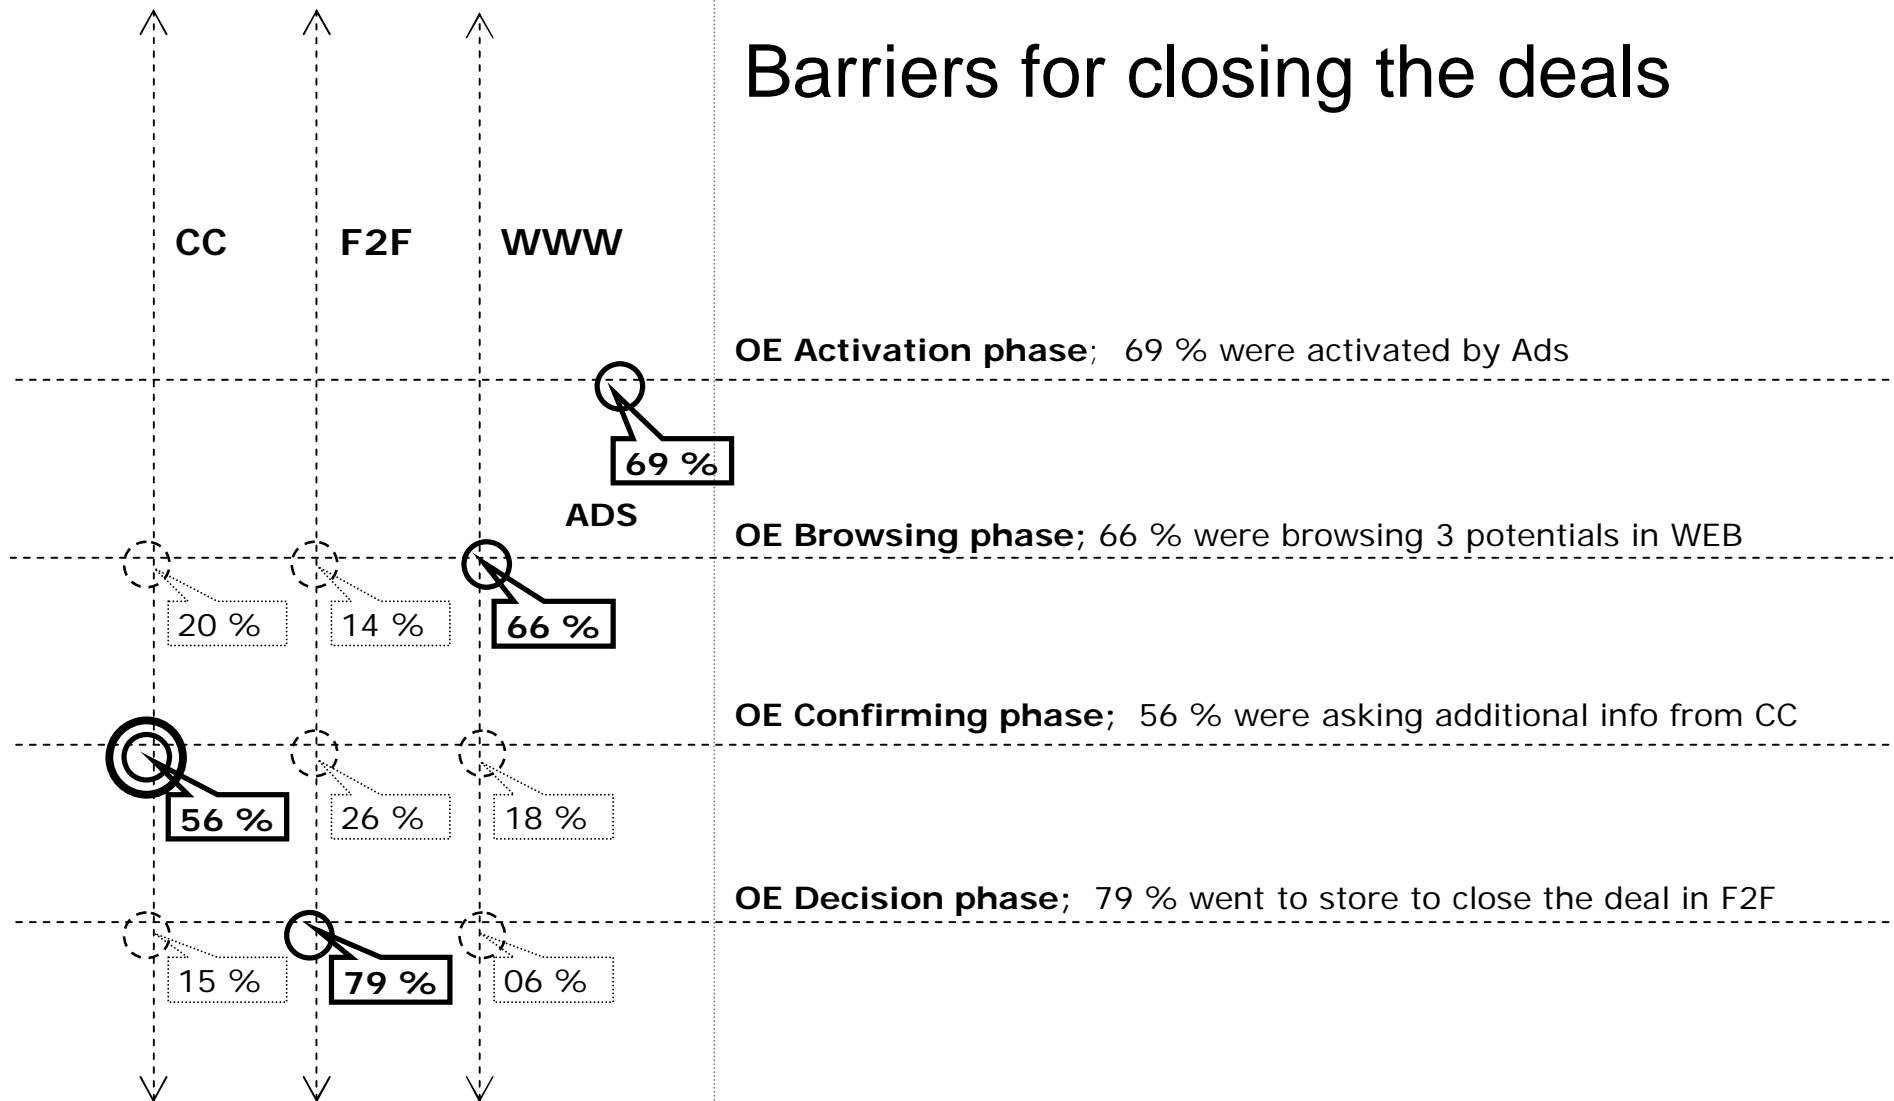 Barriers for closing the deals
CC F2F WWW
OE Activation phase; 69 % were activated by Ads
69 %
ADS
OE Browsing phase; 66 % were browsing 3 potentials in WEB
20 % 14 % 66 %
OE Confirming phase; 56 % were asking additional info from CC
56 % 26 % 18 %
OE Decision phase; 79 % went to store to close the deal in F2F
15 % 79 % 06 %